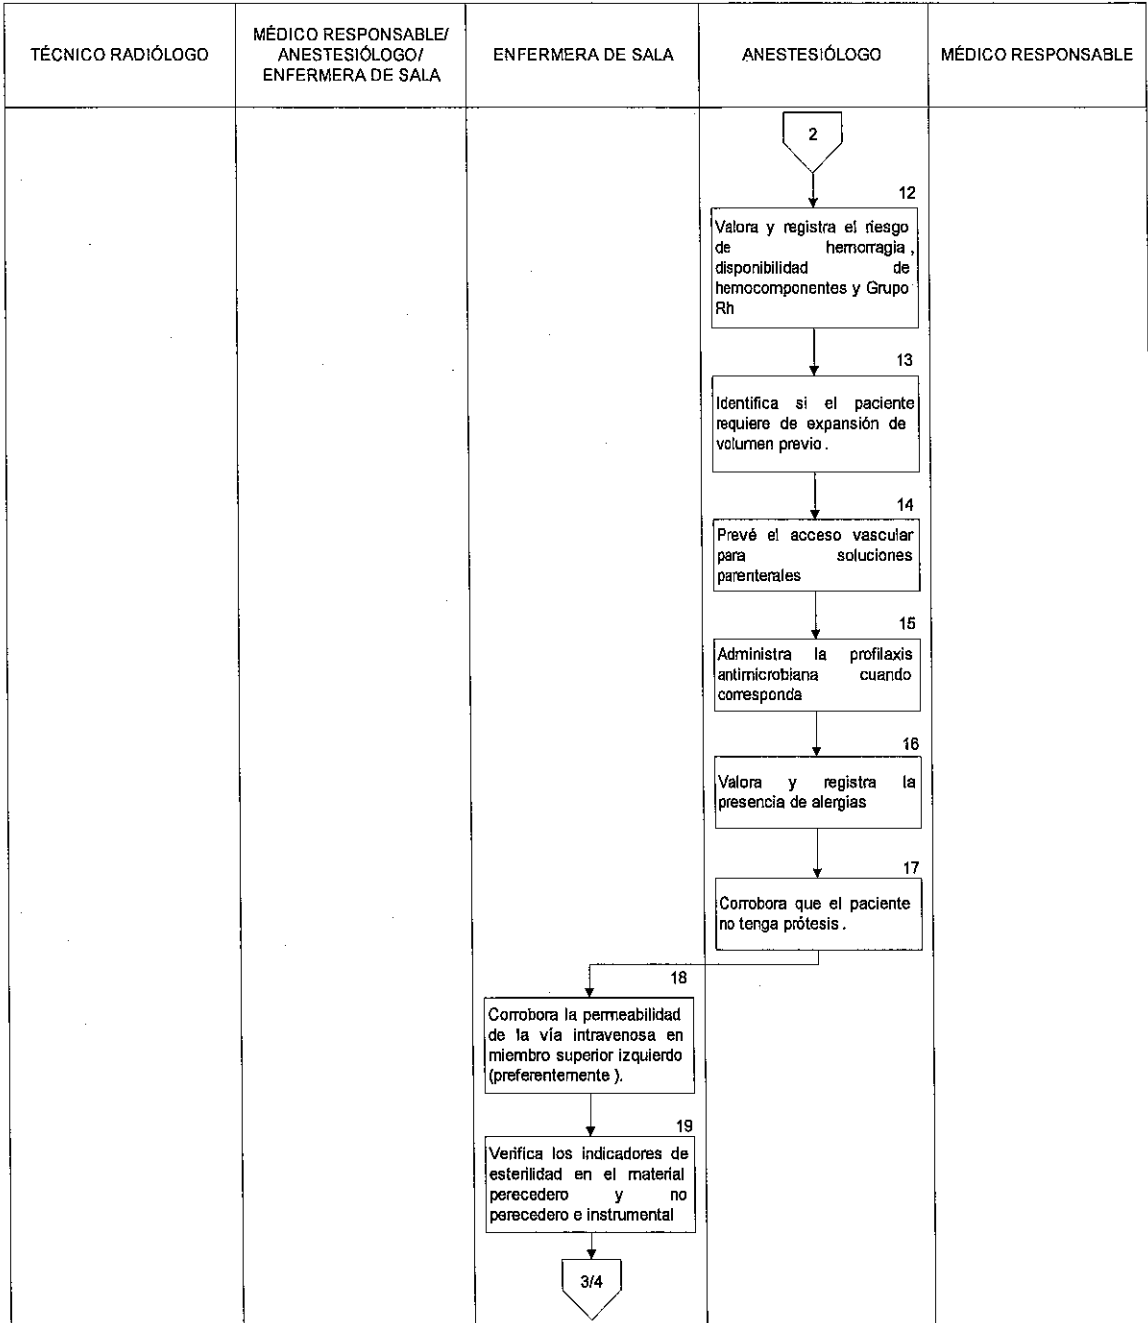 TÉCNICO RADIÓLOGO
MÉDICO RESPONSABLE/
ANESTESIÓLOGO/
ENFERMERA DE SALA
ENFERMERA DE SALA
ANESTESIÓLOGO
MÉDICO RESPONSABLE
2
12
Valora y registra el riesgo
de hemorragia ,
disponibilidad de
hemocomponentes y Grupo
Rh
13
Identifica si el paciente
requiere de expansión de
volumen previo .
14
Prevé el acceso vascular
para soluciones
parenterales
15
Administra la profilaxis
antimicrobiana cuando
corresponda
16
Valora y registra la
presencia de alergias
17
Corrobora que el paciente
no tenga prótesis .
18
Corrobora la permeabilidad
de la vía intravenosa en
miembro superior izquierdo
(preferentemente ).
19
Verifica los indicadores de
esterilidad en el material
perecedero y no
perecedero e instrumental
3/4